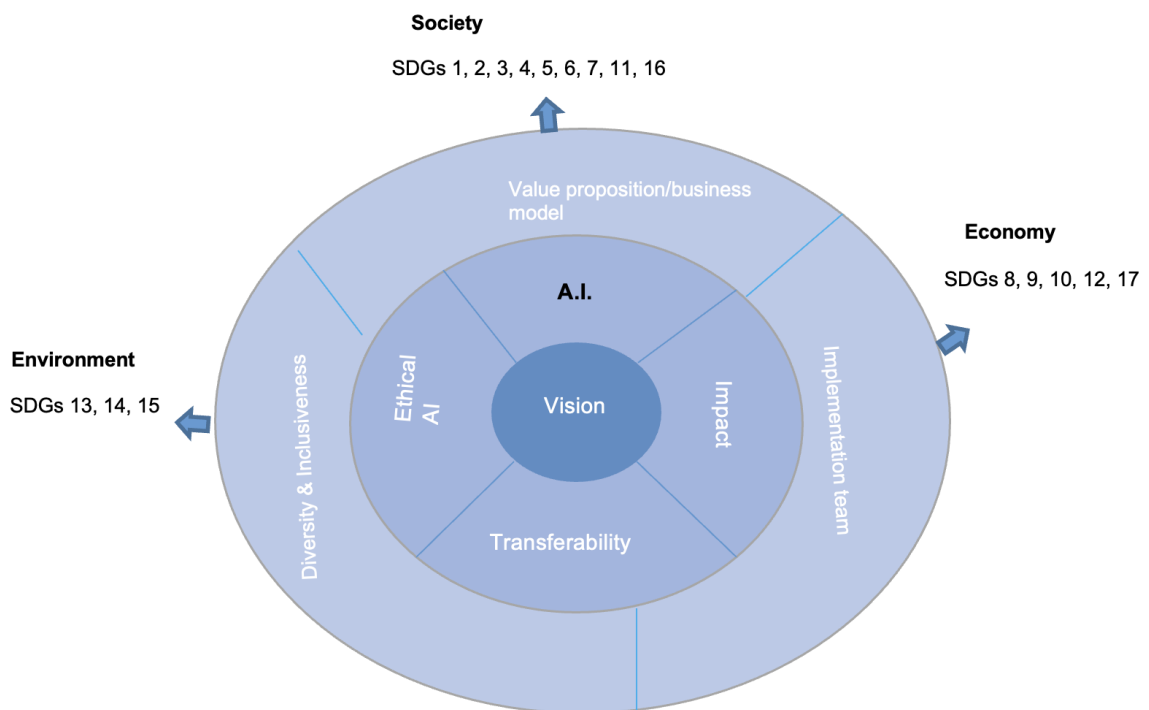 Society
SDGs 1, 2, 3, 4, 5, 6, 7, 11, 16
Value proposition/business
model
Economy
SDGs 8, 9, 10, 12, 17
A.I.
Environment
SDGs 13, 14, 15
Diversity & Inclusiveness
Ethical
AI
Vision
Impact
Implementation team
Transferability